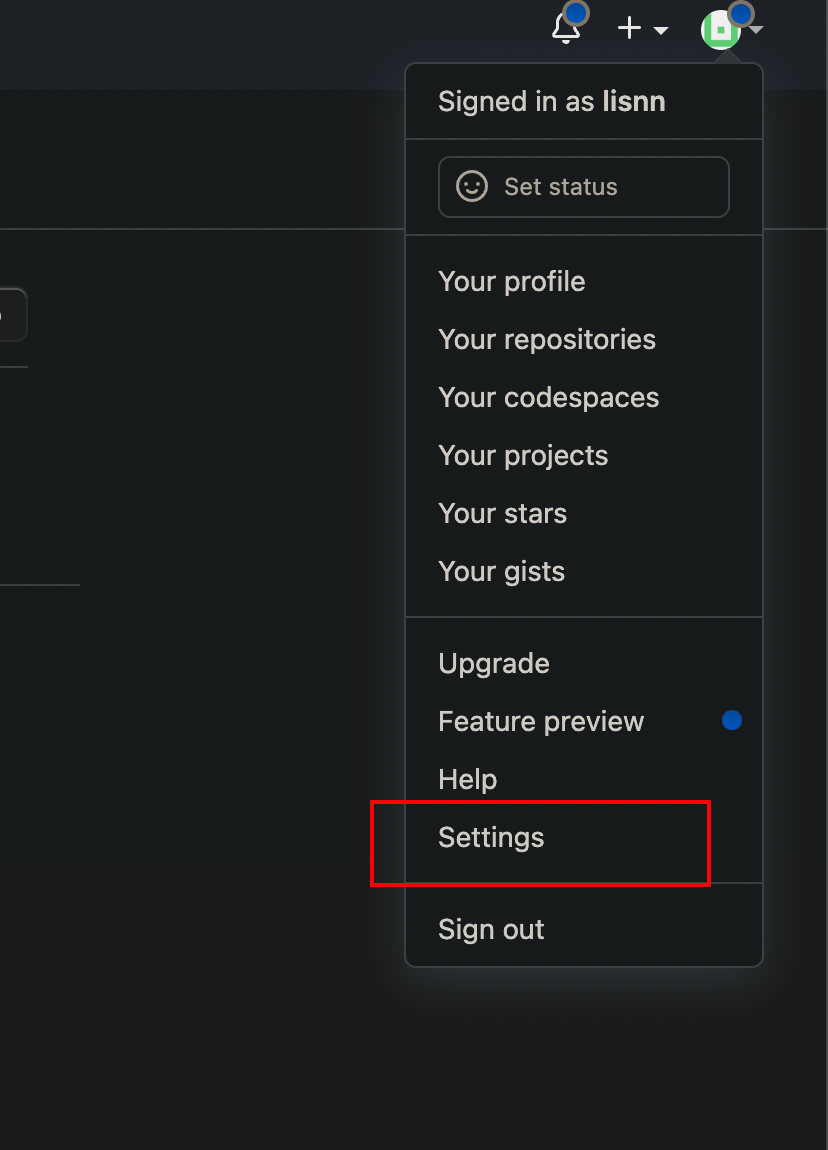 Signed in as lisnn
Set status
Your profile
Your repositories
Your codespaces
Your projects
Your stars
Your gists
Upgrade
Feature preview
Help
Settings
Sign out